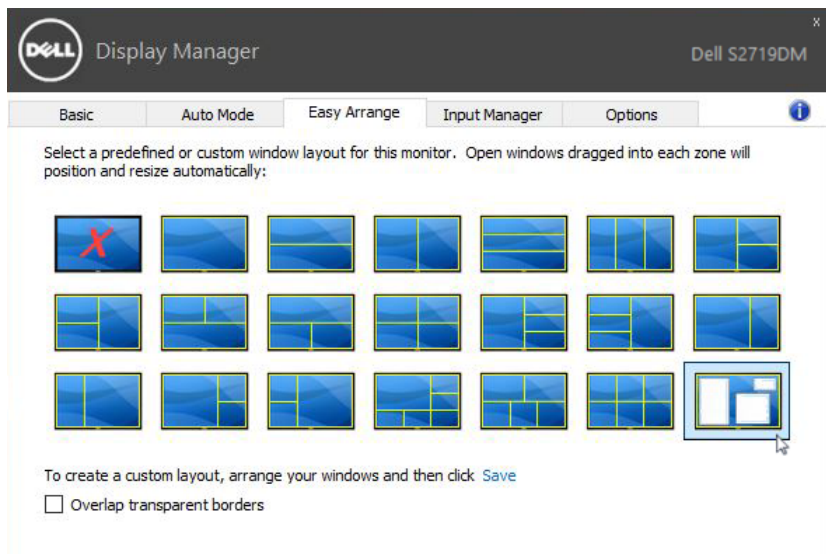 x
DELL Display Manager Dell S2719DM
Basic Auto Mode Easy Arrange Input Manager Options i
Select a predefined or custom window layout for this monitor. Open windows dragged into each zone will
position and resize automatically:
X
To create a custom layout, arrange your windows and then click Save
Overlap transparent borders